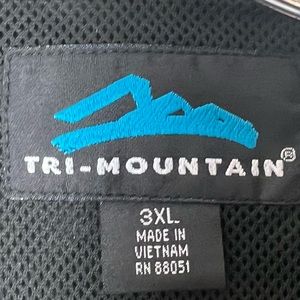 TRI-MOUNTAIN®
3XL
MADE IN
VIETNAM
RN 88051